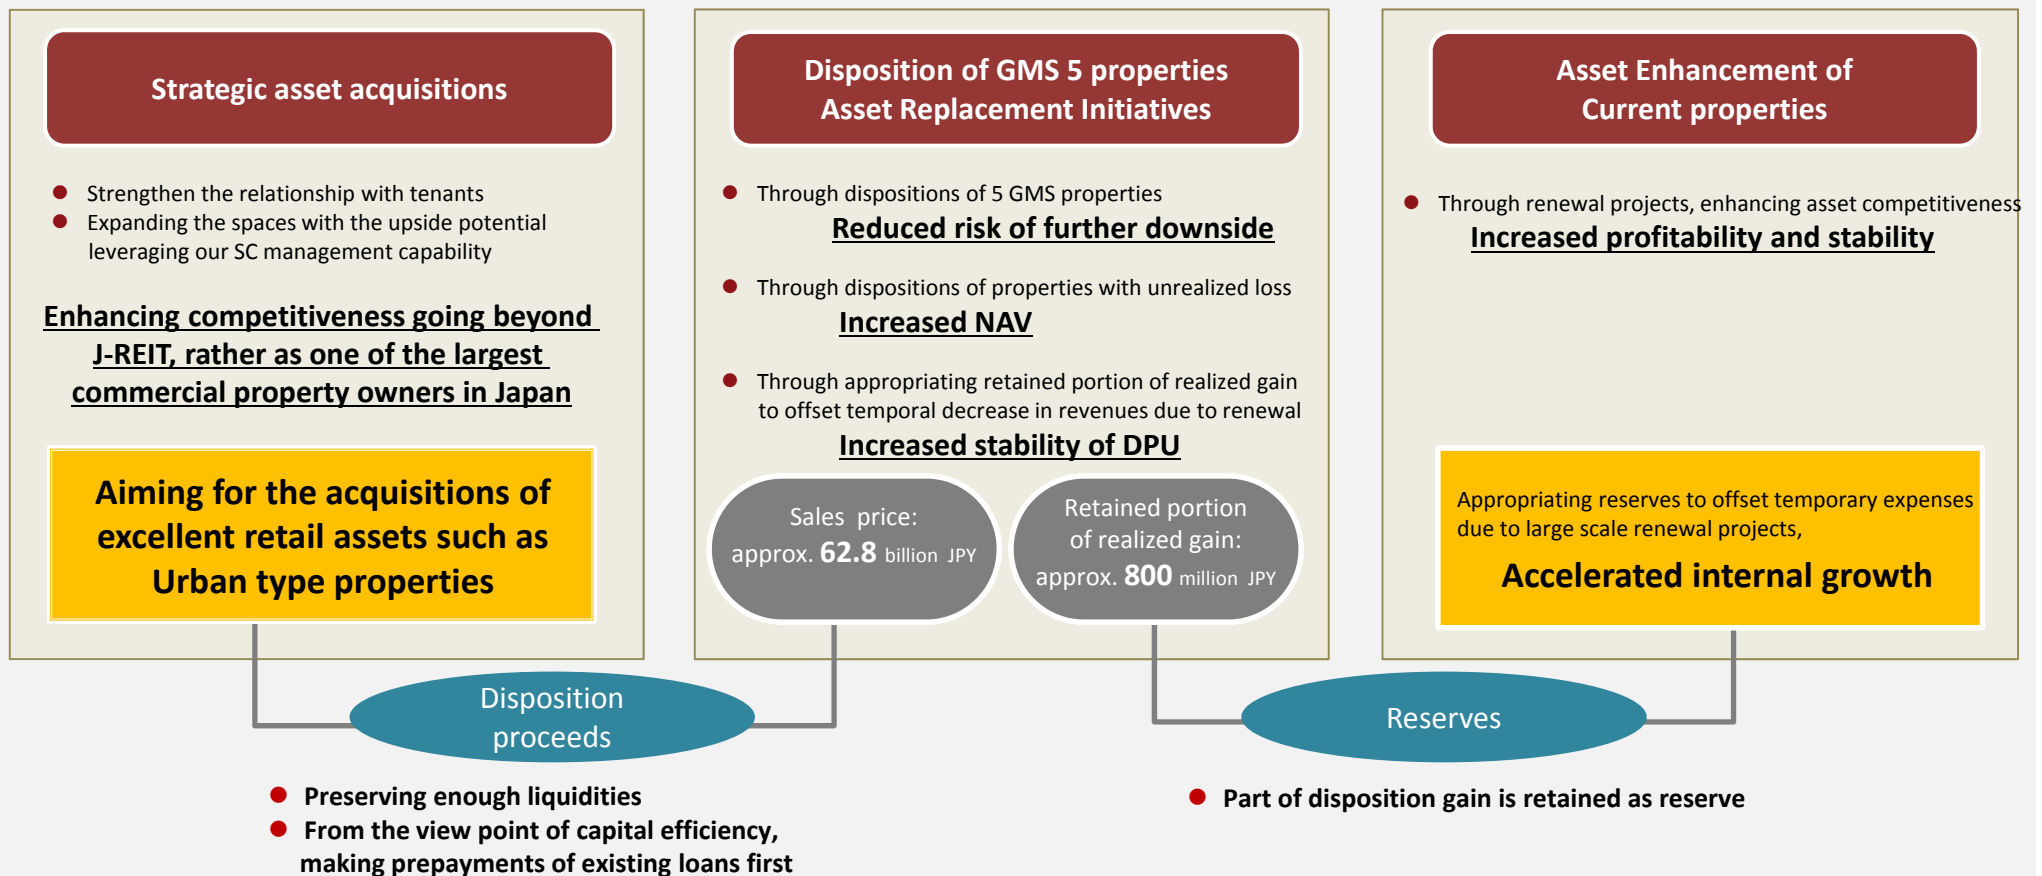 Strategic asset acquisitions
Strengthen the relationship with tenants
Expanding the spaces with the upside potential
leveraging our SC management capability
Enhancing competitiveness going beyond
J-REIT, rather as one of the largest
commercial property owners in Japan
Aiming for the acquisitions of
excellent retail assets such as
Urban type properties
Disposition of GMS 5 properties
Asset Replacement Initiatives
Through dispositions of 5 GMS properties
Reduced risk of further downside
Through dispositions of properties with unrealized loss
Increased NAV
Through appropriating retained portion of realized gain
to offset temporal decrease in revenues due to renewal
Increased stability of DPU
Sales price:
approx. 62.8 billion JPY
Retained portion
of realized gain:
approx. 800 million JPY
Asset Enhancement of
Current properties
Through renewal projects, enhancing asset competitiveness
Increased profitability and stability
Appropriating reserves to offset temporary expenses
due to large scale renewal projects,
Accelerated internal growth
Disposition
proceeds
Preserving enough liquidities
From the view point of capital efficiency,
making prepayments of existing loans first
Reserves
Part of disposition gain is retained as reserve